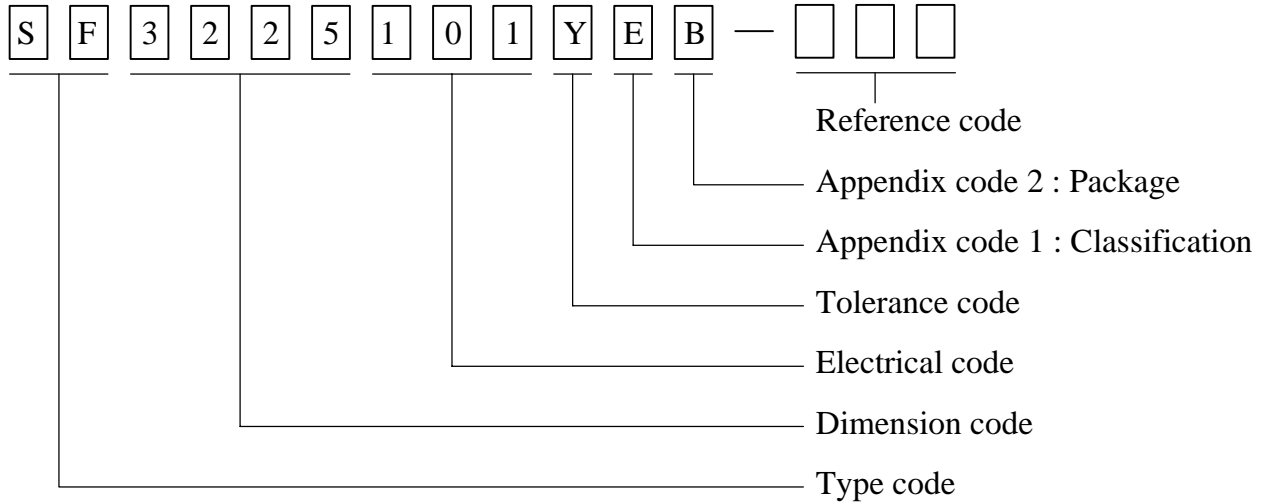 S F 3 2 2 5 1 0 1 Y E B —
Reference code
Appendix code 2 : Package
Appendix code 1 : Classification
Tolerance code
Electrical code
Dimension code
Type code